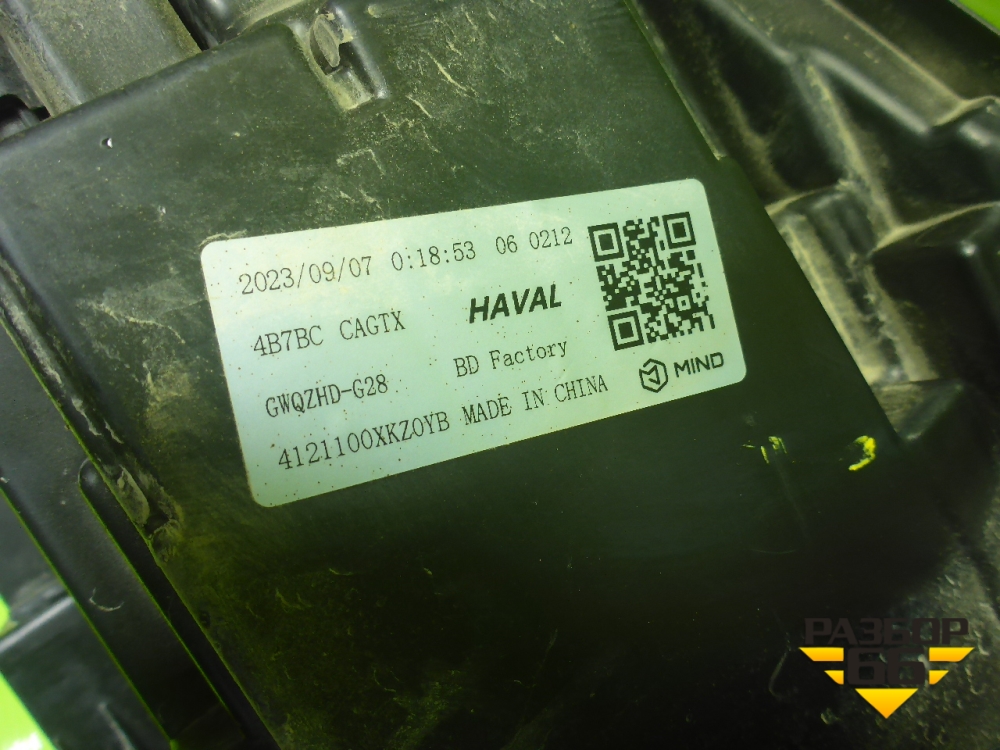 2023/09/07 0:18:53 06 0212
4B7BC CAGTX HAVAL
GWQZHD-G28 BD Factory
4121100XKZ0YB MADE IN CHINA
MIND
РАЗБОР
66